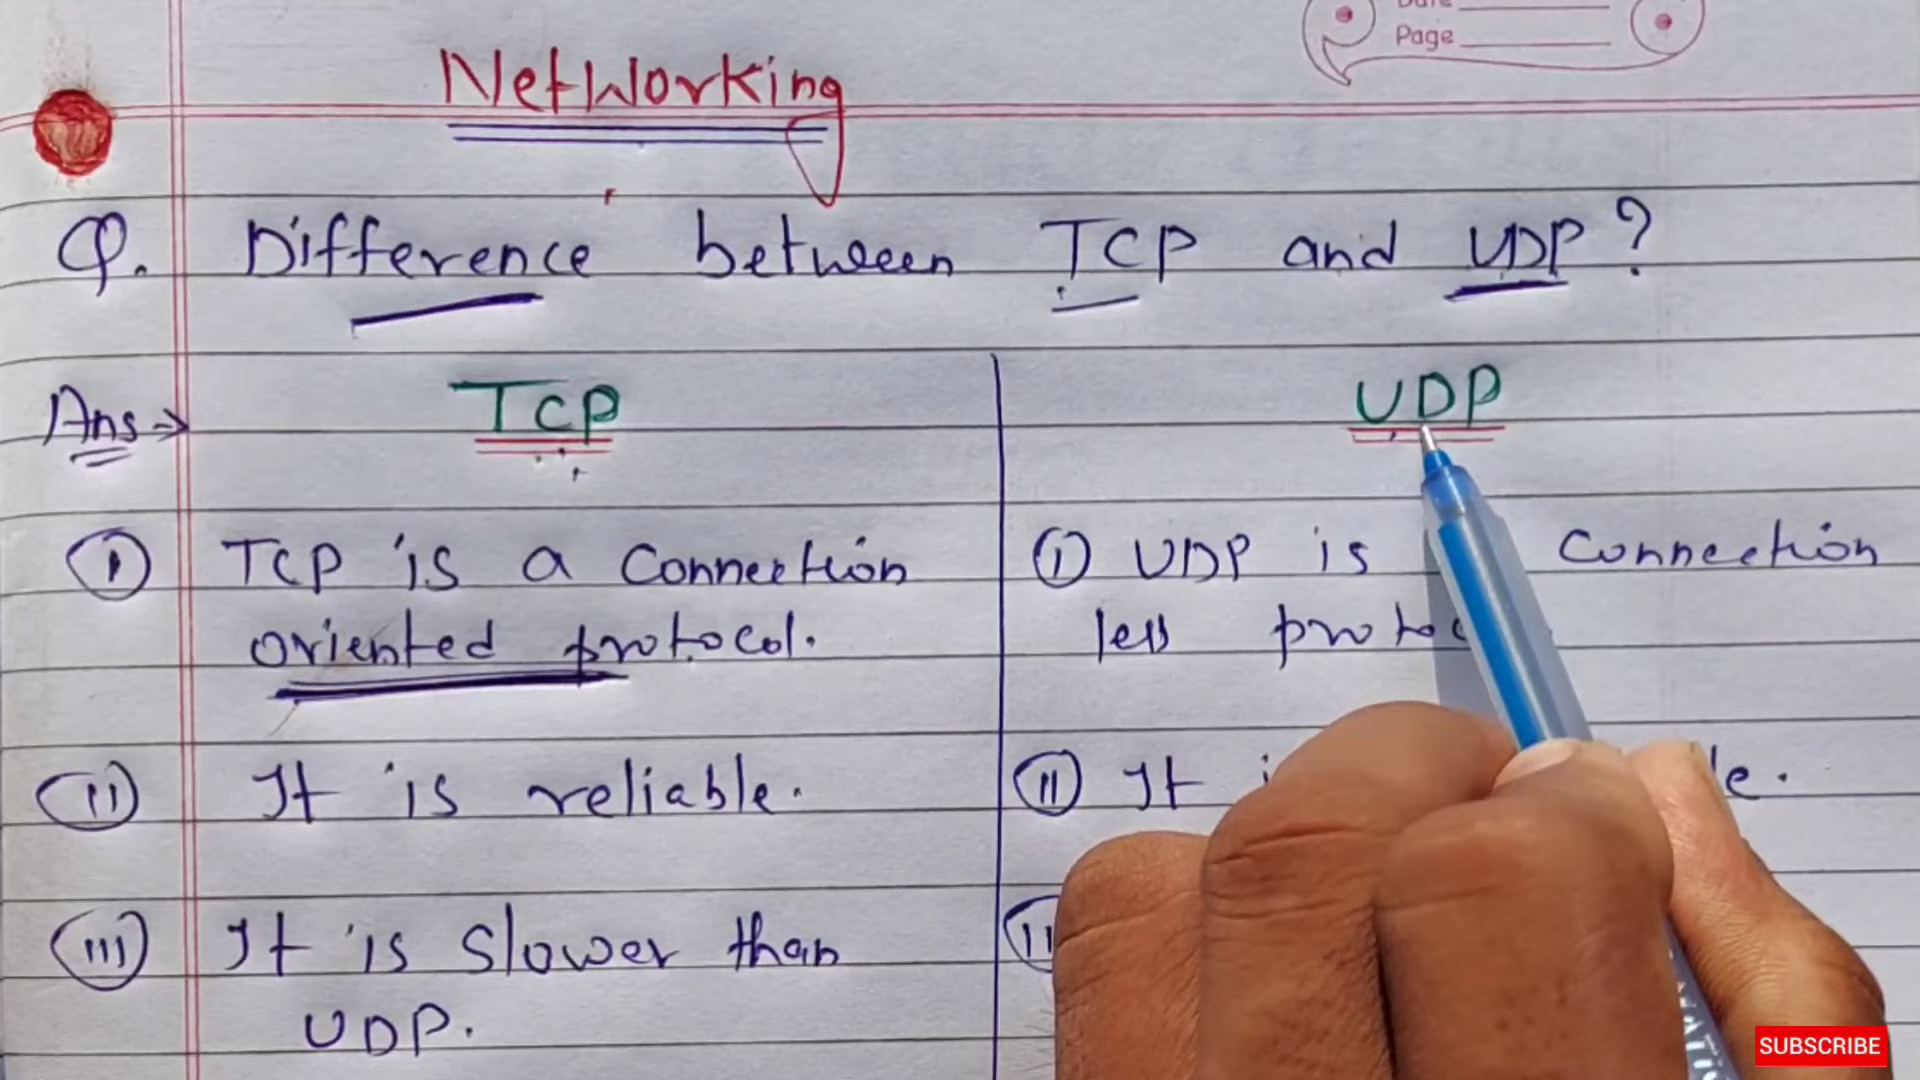 Date
Page
Networking
Q. Difference between TCP and UDP?
Ans → TCP
UDP
(I) TCP is a Connection
oriented protocol.
(I) UDP is Connection
less
(II) It is reliable.
(II) It
(III) It is slower than
UDP.
SUBSCRIBE